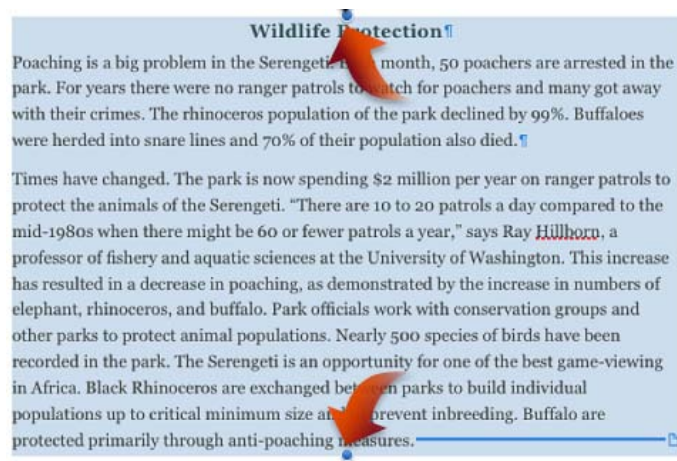 Wildlife Protection¶
Poaching is a big problem in the Serengeti. month, 50 poachers are arrested in the
park. For years there were no ranger patrols to watch for poachers and many got away
with their crimes. The rhinoceros population of the park declined by 99%. Buffaloes
were herded into snare lines and 70% of their population also died.¶
Times have changed. The park is now spending $2 million per year on ranger patrols to
protect the animals of the Serengeti. “There are 10 to 20 patrols a day compared to the
mid-1980s when there might be 60 or fewer patrols a year,” says Ray Hillborn, a
professor of fishery and aquatic sciences at the University of Washington. This increase
has resulted in a decrease in poaching, as demonstrated by the increase in numbers of
elephant, rhinoceros, and buffalo. Park officials work with conservation groups and
other parks to protect animal populations. Nearly 500 species of birds have been
recorded in the park. The Serengeti is an opportunity for one of the best game-viewing
in Africa. Black Rhinoceros are exchanged between parks to build individual
populations up to critical minimum size and prevent inbreeding. Buffalo are
protected primarily through anti-poaching measures.